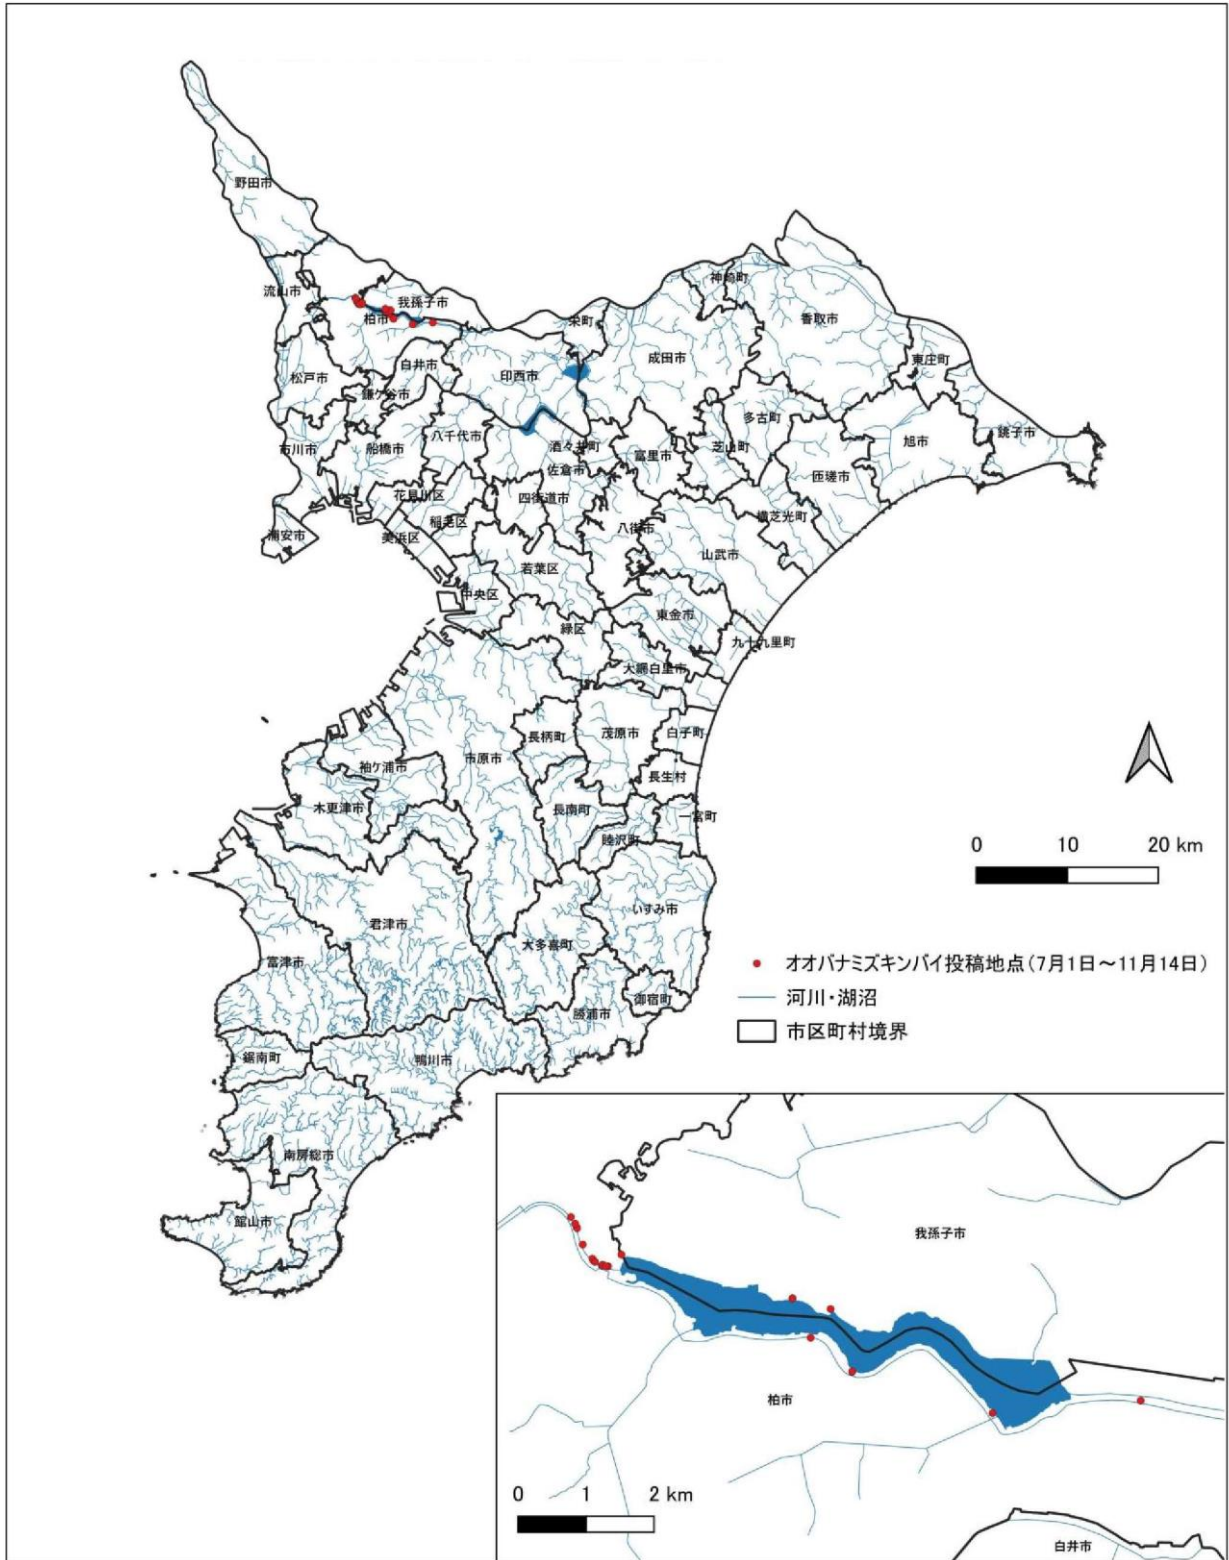 野田市
流山市
我孫子市
柏市
神崎町
栄町
香取市
成田市
東庄町
白井市
印西市
松戸市
鎌ケ谷市
多古町
八千代市
銚子市
市川市
船橋市
酒々井町
芝山町
旭市
富里市
佐倉市
匝瑳市
花見川区
四街道市
横芝光町
稲毛区
八街市
浦安市
美浜区
山武市
若葉区
中央区
東金市
緑区
九十九里町
大網白里市
長柄町
茂原市
白子町
市原市
袖ケ浦市
長生村
木更津市
長南町
一宮町
睦沢町
いすみ市
君津市
大多喜町
富津市
御宿町
勝浦市
鋸南町
鴨川市
南房総市
館山市
0 10 20 km
オオバナミズキンバイ投稿地点(7月1日～11月14日)
河川・湖沼
市区町村境界
我孫子市
柏市
0 1 2 km
白井市